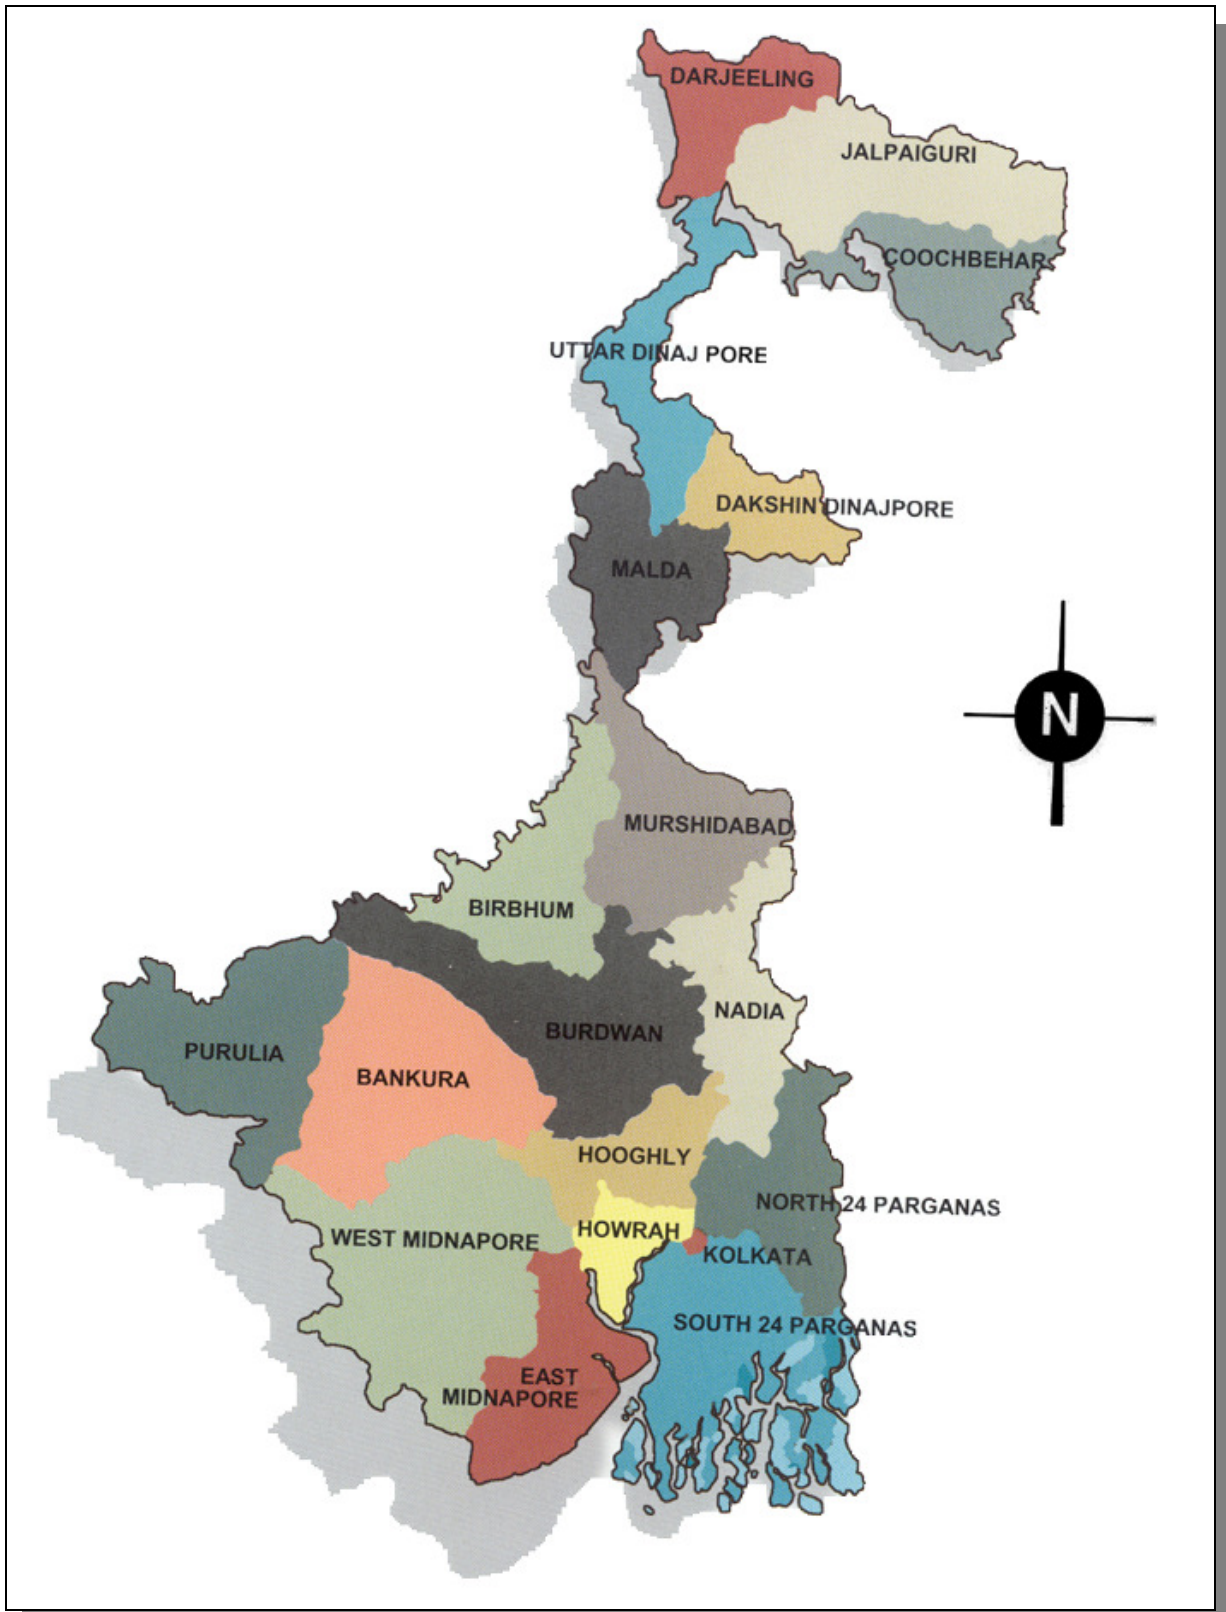 DARJEELING
JALPAIGURI
COOCHBEHAR
UTTAR DINAJ PORE
DAKSHIN DINAJPORE
MALDA
N
MURSHIDABAD
BIRBHUM
NADIA
BURDWAN
PURULIA
BANKURA
HOOGHLY
NORTH 24 PARGANAS
HOWRAH
WEST MIDNAPORE
KOLKATA
SOUTH 24 PARGANAS
EAST
MIDNAPORE